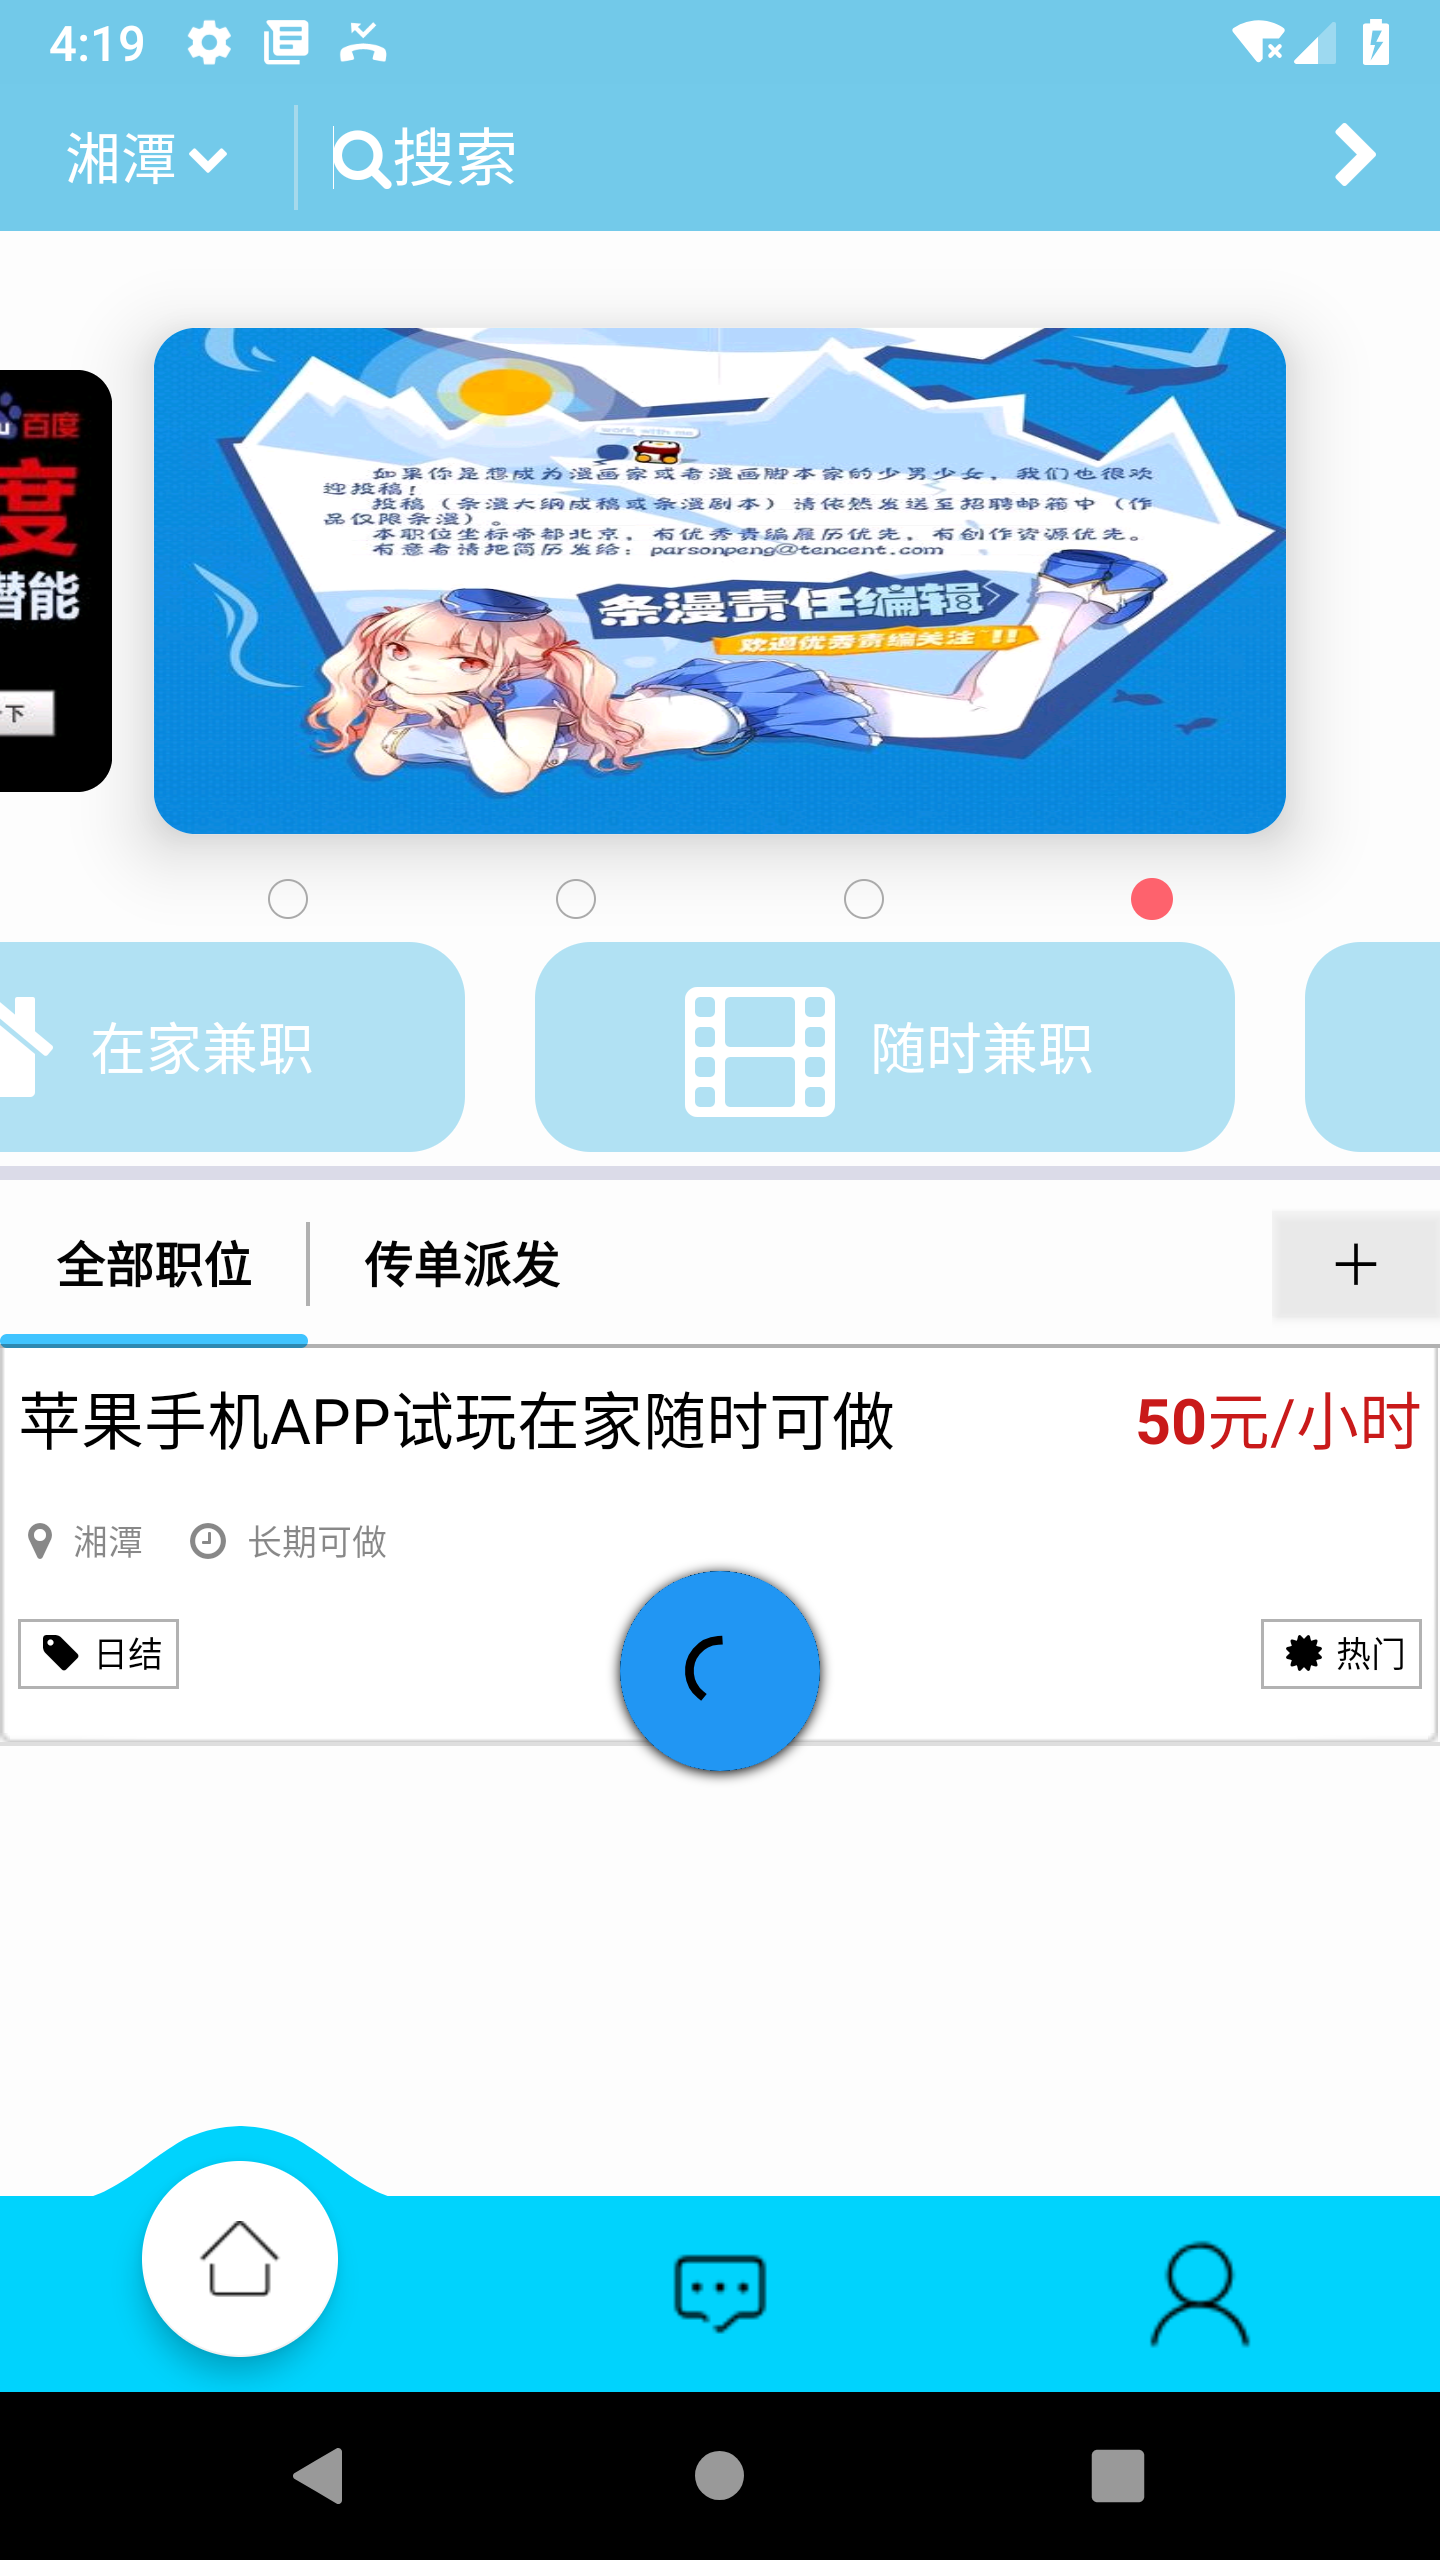 4:19
湘潭
搜索
百度
度
潜能
下
work with me
如果你是想成为漫画家或者漫画脚本家的少男少女，我们也很欢
迎投稿！
投稿（条漫大纲成稿或条漫剧本）请依然发送至招聘邮箱中（作
品仅限条漫）。
本职位坐标帝都北京，有优秀责编履历优先，有创作资源优先。
有意者请把简历发给：parsonpeng@tencent.com
条漫责任编辑
欢迎优秀责编关注 !!
在家兼职
随时兼职
全部职位
传单派发
苹果手机APP试玩在家随时可做
50元/小时
湘潭
长期可做
日结
热门